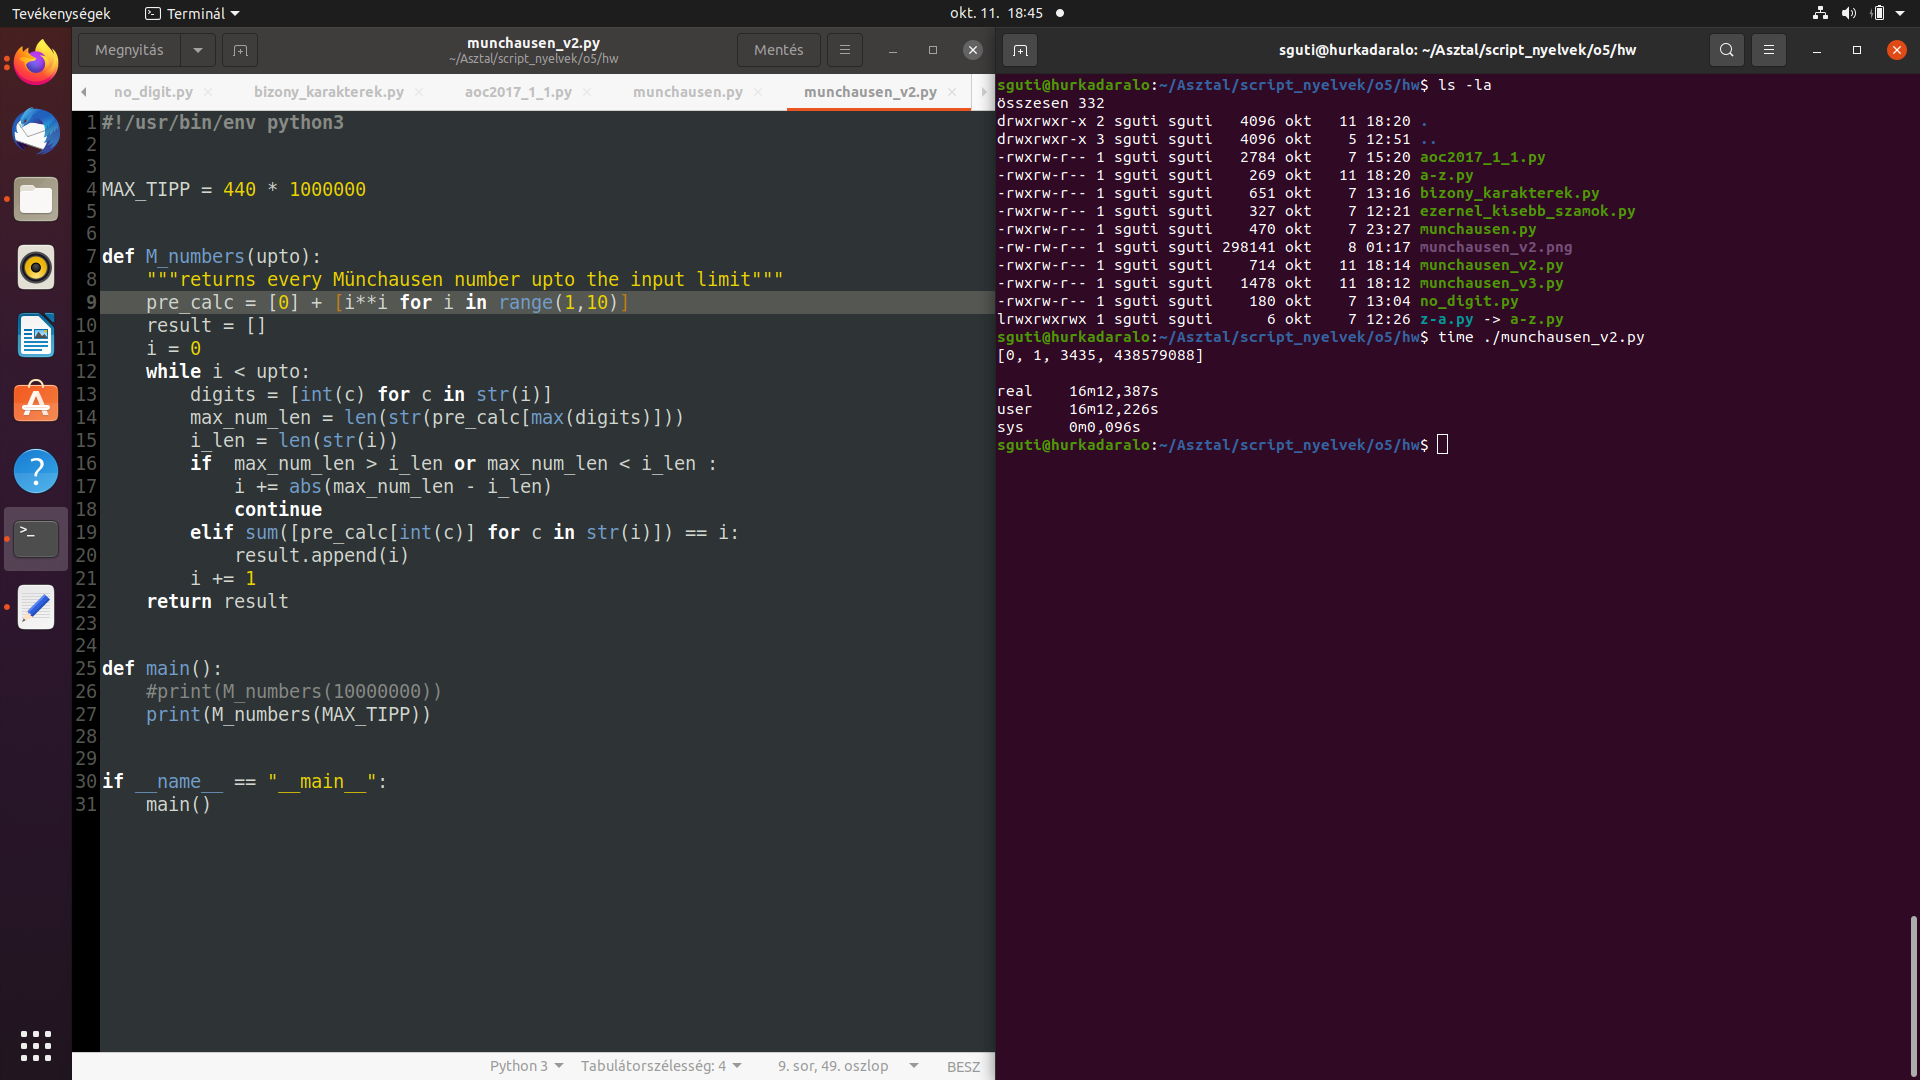 Tevékenységek
Terminál
okt. 11. 18:45
Megnyitás
munchausen_v2.py
~/Asztal/script_nyelvek/o5/hw
Mentés
no_digit.py
bizony_karakterek.py
aoc2017_1_1.py
munchausen.py
munchausen_v2.py
1 #!/usr/bin/env python3
2
3
4 MAX_TIPP = 440 * 1000000
5
6
7 def M_numbers(upto):
8     """returns every Münchausen number upto the input limit"""
9     pre_calc = [0] + [i**i for i in range(1,10)]
10     result = []
11     i = 0
12     while i < upto:
13         digits = [int(c) for c in str(i)]
14         max_num_len = len(str(pre_calc[max(digits)]))
15         i_len = len(str(i))
16         if  max_num_len > i_len or max_num_len < i_len :
17             i += abs(max_num_len - i_len)
18             continue
19         elif sum([pre_calc[int(c)] for c in str(i)]) == i:
20             result.append(i)
21         i += 1
22     return result
23
24
25 def main():
26     #print(M_numbers(10000000))
27     print(M_numbers(MAX_TIPP))
28
29
30 if __name__ == "__main__":
31     main()
Python 3
Tabulátorszélesség: 4
9. sor, 49. oszlop
BESZ
sguti@hurkadaralo: ~/Asztal/script_nyelvek/o5/hw
sguti@hurkadaralo:~/Asztal/script_nyelvek/o5/hw$ ls -la
összesen 332
drwxrwxr-x 2 sguti sguti   4096 okt   11 18:20 .
drwxrwxr-x 3 sguti sguti   4096 okt    5 12:51 ..
-rwxrw-r-- 1 sguti sguti   2784 okt    7 15:20 aoc2017_1_1.py
-rwxrw-r-- 1 sguti sguti    269 okt   11 18:20 a-z.py
-rwxrw-r-- 1 sguti sguti    651 okt    7 13:16 bizony_karakterek.py
-rwxrw-r-- 1 sguti sguti    327 okt    7 12:21 ezernel_kisebb_szamok.py
-rwxrw-r-- 1 sguti sguti    470 okt    7 23:27 munchausen.py
-rw-rw-r-- 1 sguti sguti 298141 okt    8 01:17 munchausen_v2.png
-rwxrw-r-- 1 sguti sguti    714 okt   11 18:14 munchausen_v2.py
-rwxrw-r-- 1 sguti sguti   1478 okt   11 18:12 munchausen_v3.py
-rwxrw-r-- 1 sguti sguti    180 okt    7 13:04 no_digit.py
lrwxrwxrwx 1 sguti sguti      6 okt    7 12:26 z-a.py -> a-z.py
sguti@hurkadaralo:~/Asztal/script_nyelvek/o5/hw$ time ./munchausen_v2.py
[0, 1, 3435, 438579088]

real    16m12,387s
user    16m12,226s
sys     0m0,096s
sguti@hurkadaralo:~/Asztal/script_nyelvek/o5/hw$